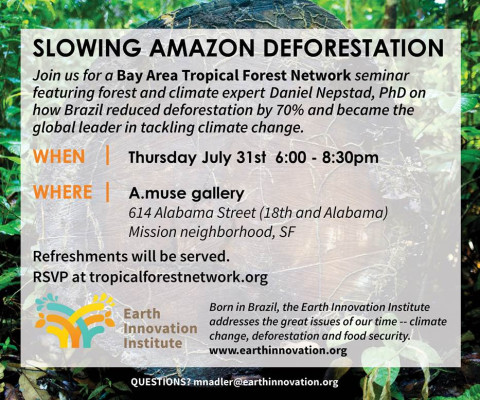 SLOWING AMAZON DEFORESTATION
Join us for a Bay Area Tropical Forest Network seminar
featuring forest and climate expert Daniel Nepstad, PhD on
how Brazil reduced deforestation by 70% and became the
global leader in tackling climate change.
WHEN | Thursday July 31st 6:00 - 8:30pm
WHERE | A.muse gallery
614 Alabama Street (18th and Alabama)
Mission neighborhood, SF
Refreshments will be served.
RSVP at tropicalforestnetwork.org
Earth
Innovation
Institute
Born in Brazil, the Earth Innovation Institute
addresses the great issues of our time -- climate
change, deforestation and food security.
www.earthinnovation.org
QUESTIONS? mnadler@earthinnovation.org